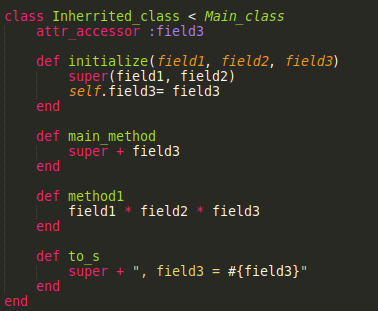 class Inherrited_class < Main_class
    attr_accessor :field3

    def initialize(field1, field2, field3)
        super(field1, field2)
        self.field3= field3
    end

    def main_method
        super + field3
    end

    def method1
        field1 * field2 * field3
    end

    def to_s
        super + ", field3 = #{field3}"
    end
end